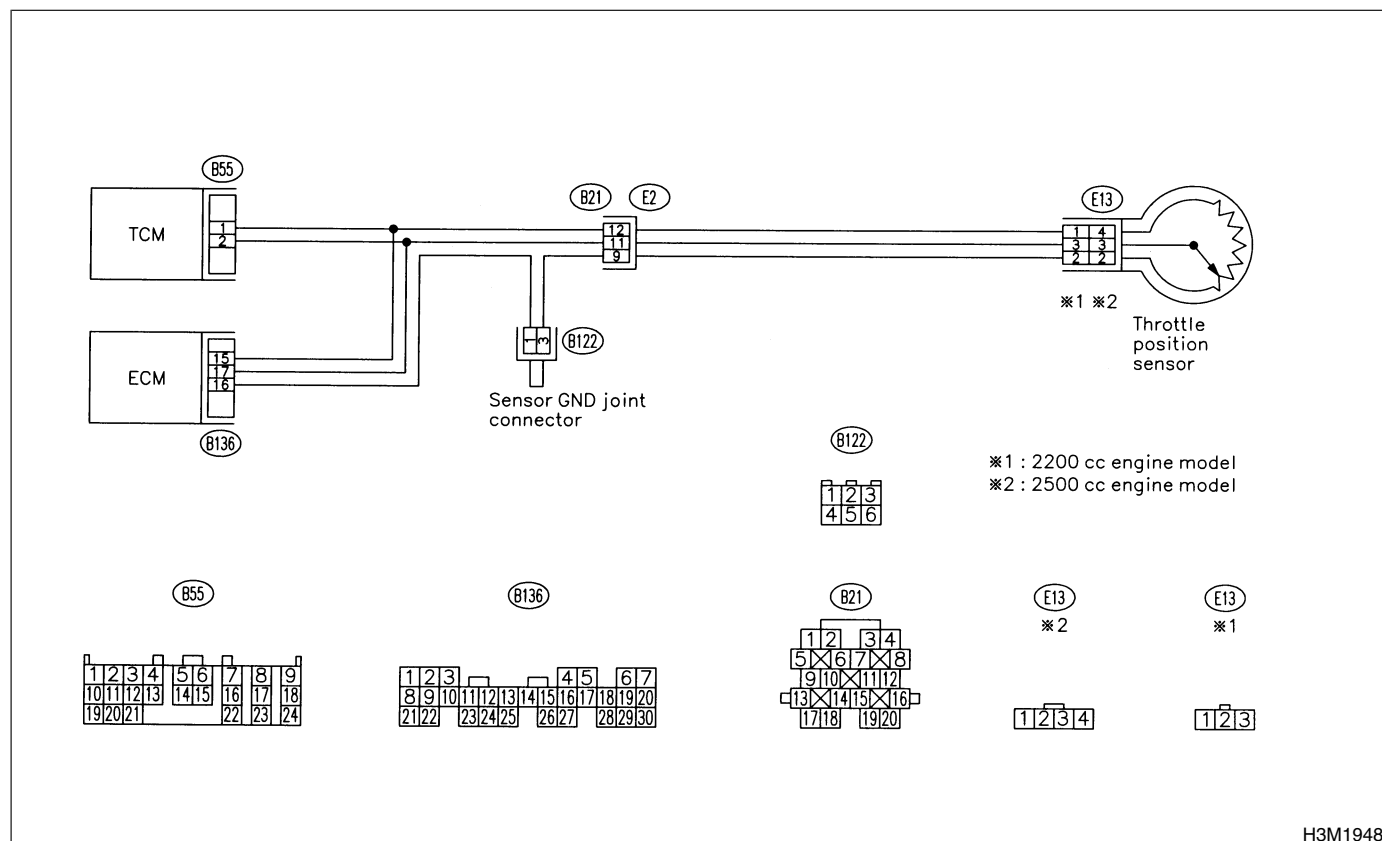 B55
B21 E2
E13
TCM
1
2
12
11
9
1 4
3 3
2 2
※1 ※2
Throttle
position
sensor
ECM
15
17
16
B136
1 3
B122
Sensor GND joint
connector
B122
1 2 3
4 5 6
※1 : 2200 cc engine model
※2 : 2500 cc engine model
B55
1 2 3 4 5 6 7 8 9
10 11 12 13 14 15 16 17 18
19 20 21 22 23 24
B136
1 2 3 4 5 6 7
8 9 10 11 12 13 14 15 16 17 18 19 20
21 22 23 24 25 26 27 28 29 30
B21
1 2 3 4
5 6 7 8
9 10 11 12
13 14 15 16
17 18 19 20
E13
※2
1 2 3 4
E13
※1
1 2 3
H3M1948